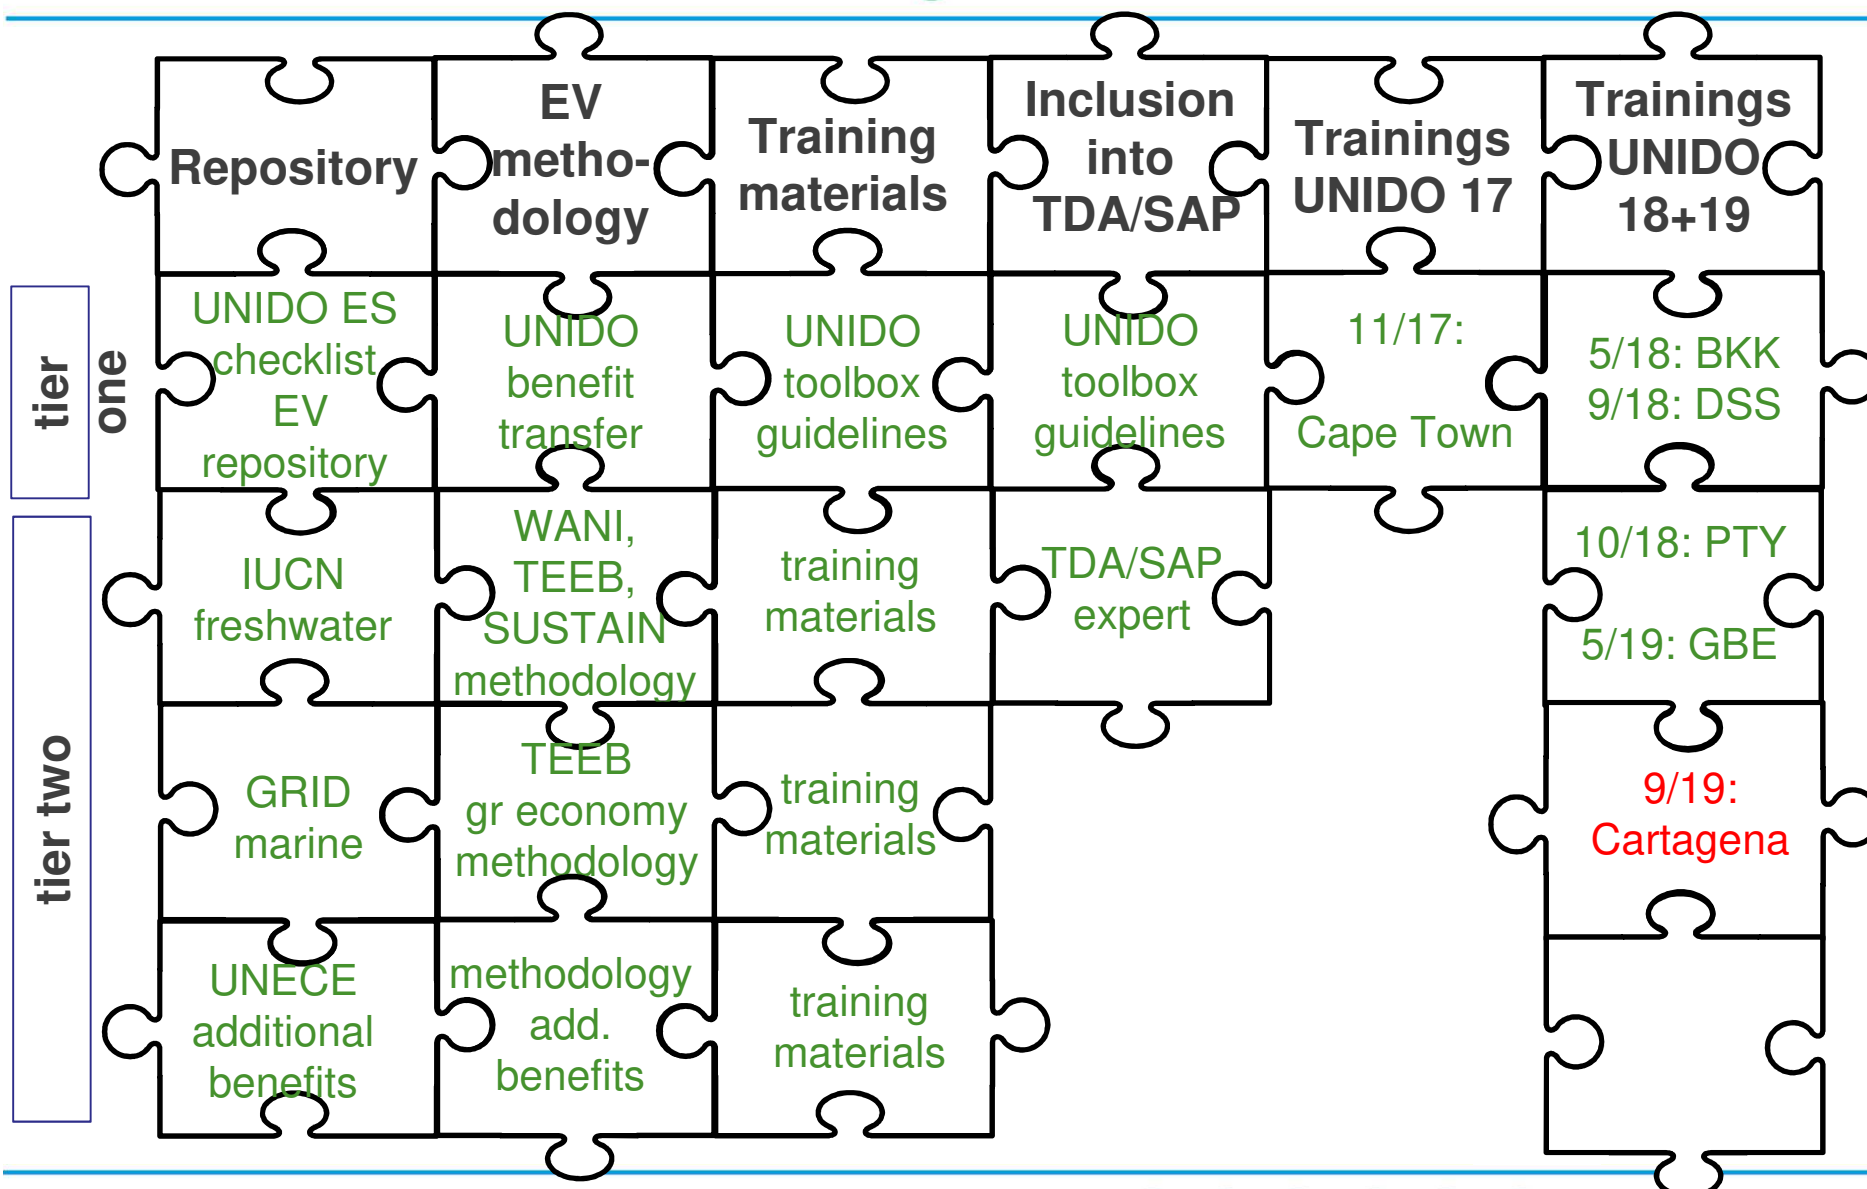 Repository
EV
metho-
dology
Training
materials
Inclusion
into
TDA/SAP
Trainings
UNIDO 17
Trainings
UNIDO
18+19
tier
one
UNIDO ES
checklist
EV
repository
UNIDO
benefit
transfer
UNIDO
toolbox
guidelines
UNIDO
toolbox
guidelines
11/17:
Cape Town
5/18: BKK
9/18: DSS
tier two
IUCN
freshwater
WANI,
TEEB,
SUSTAIN
methodology
training
materials
TDA/SAP
expert
10/18: PTY
5/19: GBE
GRID
marine
TEEB
gr economy
methodology
training
materials
9/19:
Cartagena
UNECE
additional
benefits
methodology
add.
benefits
training
materials